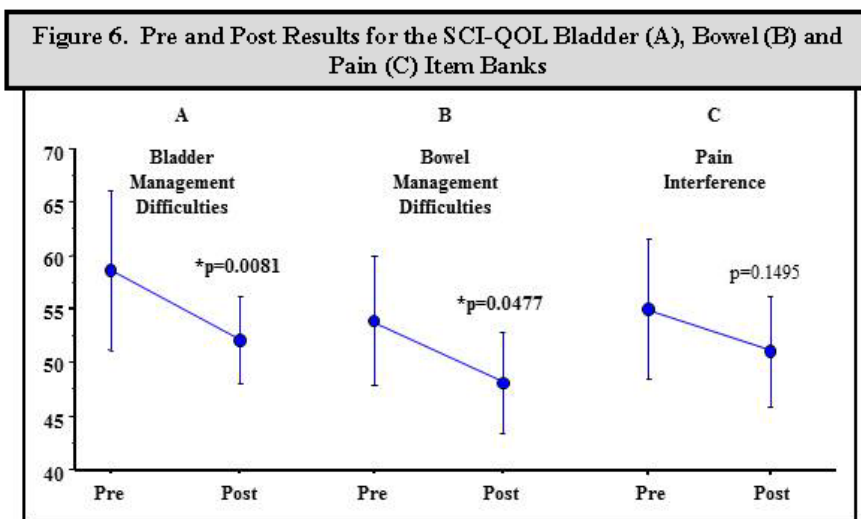 Figure 6. Pre and Post Results for the SCI-QOL Bladder (A), Bowel (B) and
Pain (C) Item Banks
A
B
C
Bladder
Management
Difficulties
Bowel
Management
Difficulties
Pain
Interference
70
65
60
55
50
45
40
*p=0.0081
*p=0.0477
p=0.1495
Pre
Post
Pre
Post
Pre
Post